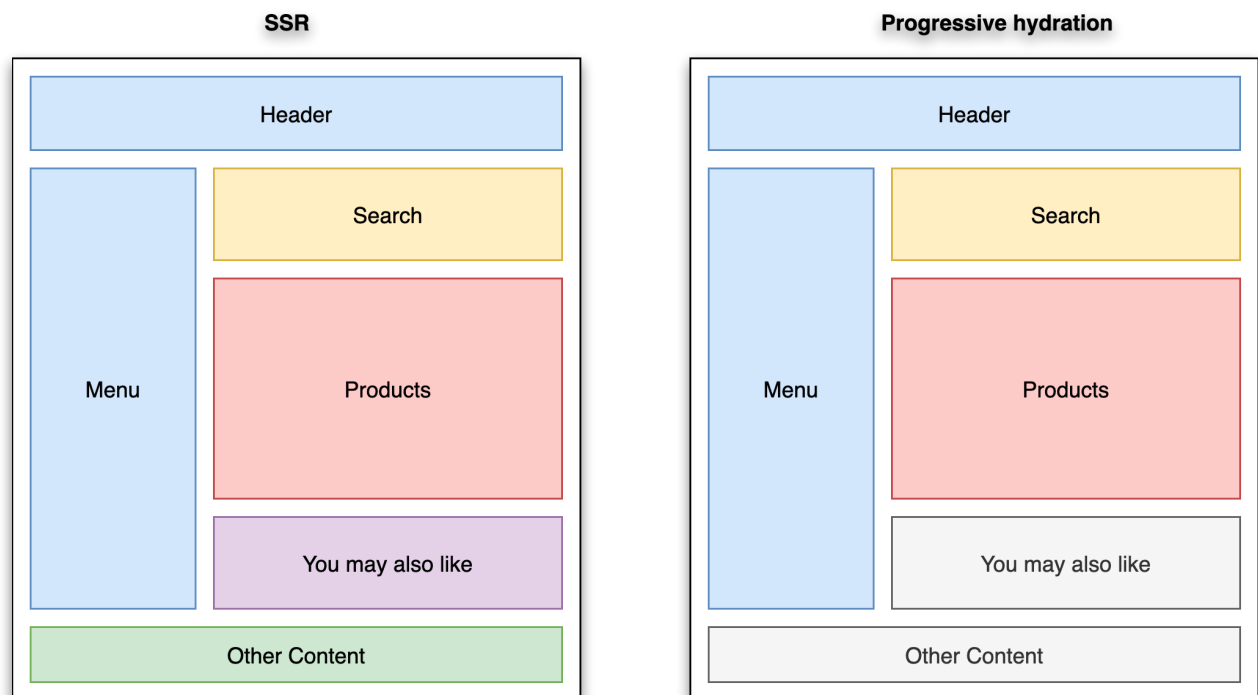 SSR
Header
Menu
Search
Products
You may also like
Other Content
Progressive hydration
Header
Menu
Search
Products
You may also like
Other Content